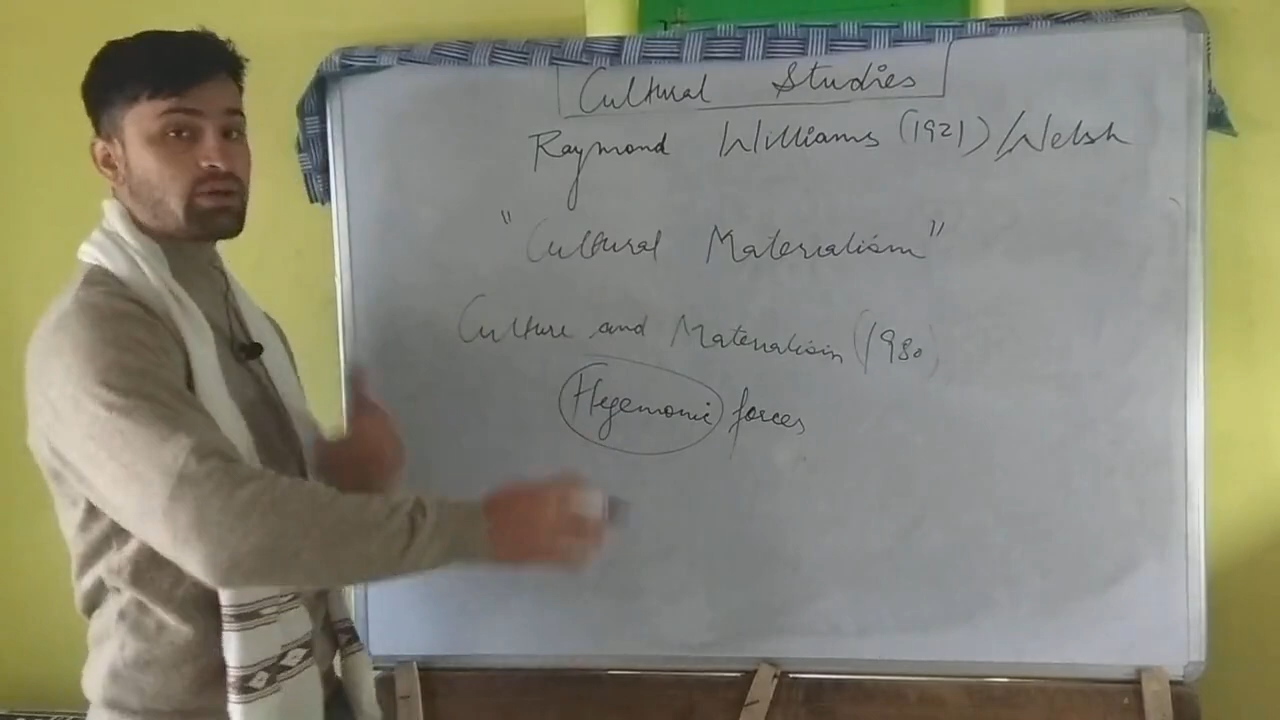 Cultural Studies
Raymond Williams (1921)/Welsh
"Cultural Materialism"
Culture and Materialism (1980)
Hegemonic forces